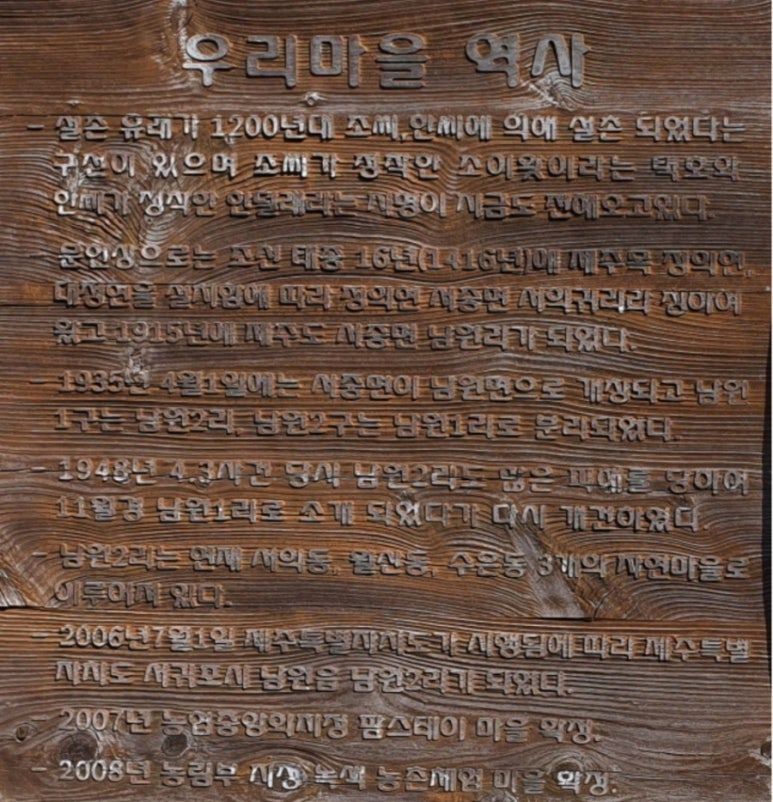 우리마을 역사
- 설촌 유래가 1200년대 조씨,안씨에 의해 설촌 되었다는
구전이 있으며 조씨가 정착한 조이왓이라는 택호와
안씨가 정착한 안틀래라는 지명이 지금도 전해오고있다.
- 문헌상으로는 조선 태종 16년(1416년)에 제주목 정의현,
대정현을 설치함에 따라 정의현 서중면 서의귀리라 칭하여
왔고 1915년에 제주도 서중면 남원리가 되었다.
- 1935년 4월1일에는 서중면이 남원면으로 개칭되고 남원
1구는 남원2리, 남원2구는 남원1리로 분리되었다.
- 1948년 4.3사건 당시 남원2리도 많은 피해를 당하여
11월경 남원1리로 소개 되었다가 다시 재건하였다.
- 남원2리는 현재 서의동, 월산동, 수흔동 3개의 자연마을로
이루어져 있다.
- 2006년7월1일 제주특별자치도가 시행됨에 따라 제주특별
자치도 서귀포시 남원읍 남원2리가 되었다.
- 2007년 농협중앙회지정 팜스테이 마을 확정.
- 2008년 농림부 지정 녹색 농촌체험 마을 확정.